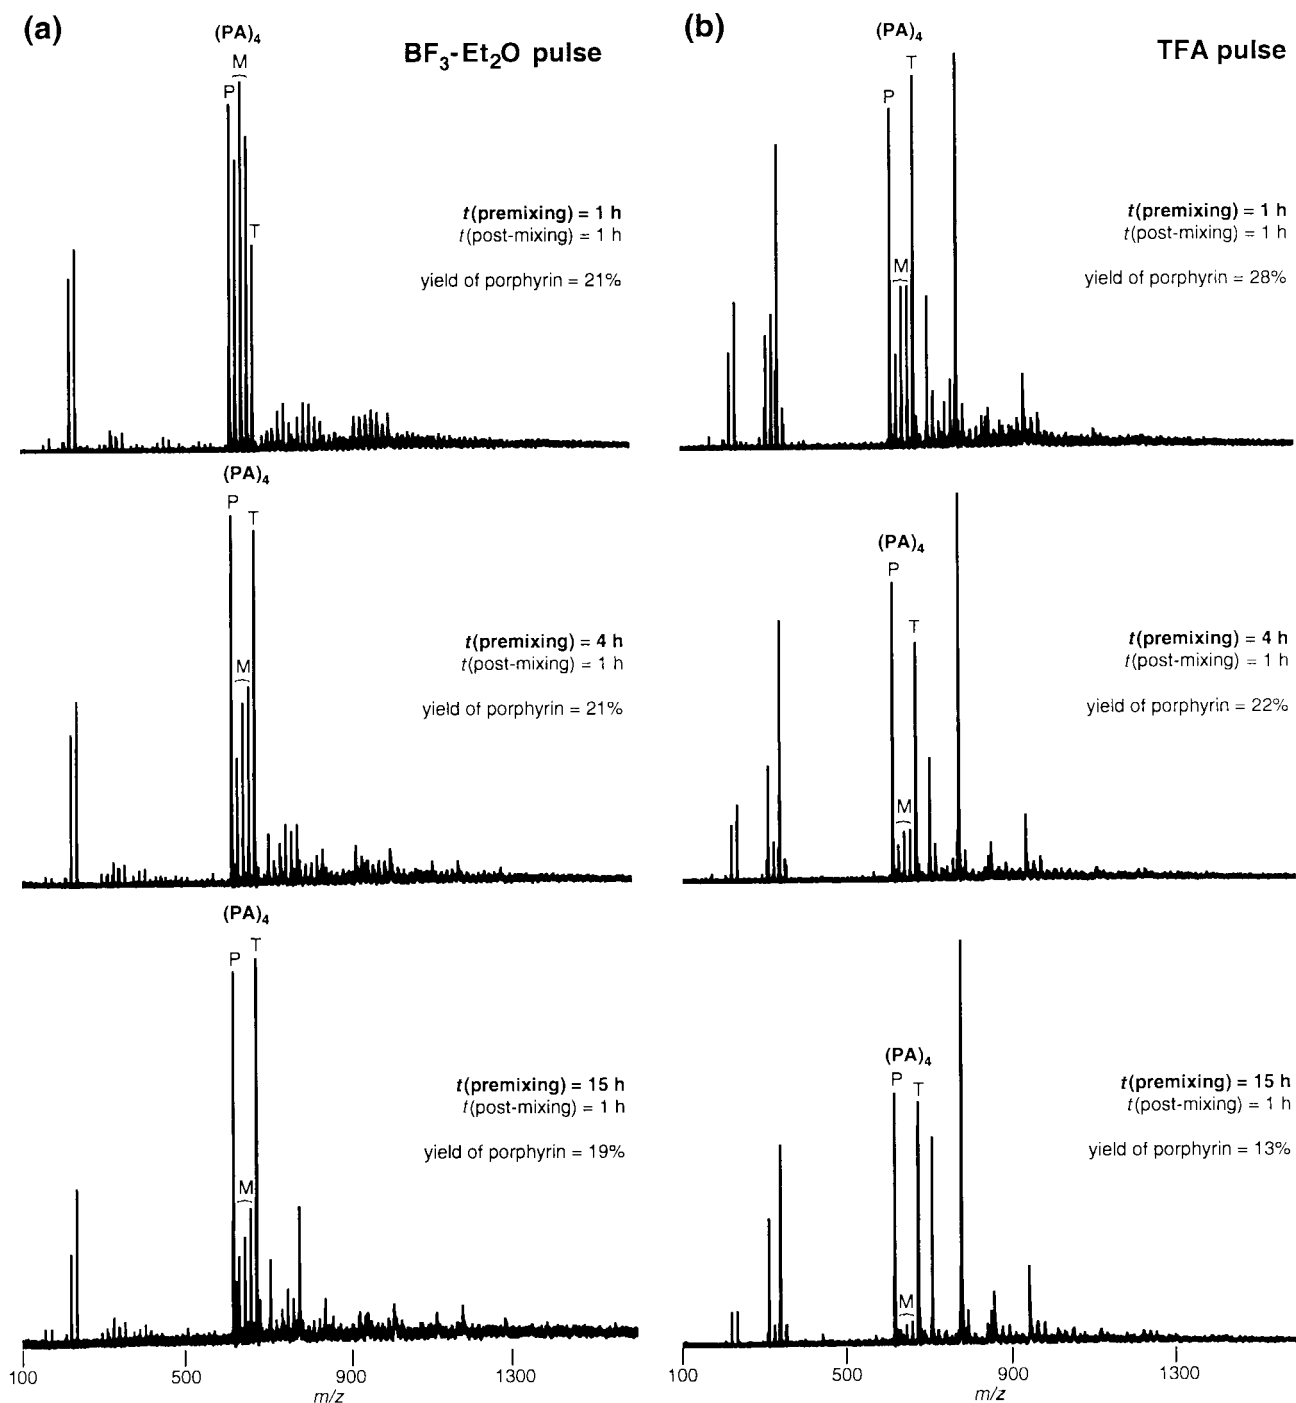 (a)
BF3-Et2O pulse
(PA)4
M
P
T
t(premixing) = 1 h
t(post-mixing) = 1 h
yield of porphyrin = 21%
(PA)4
P
T
M
t(premixing) = 4 h
t(post-mixing) = 1 h
yield of porphyrin = 21%
(PA)4
T
P
M
t(premixing) = 15 h
t(post-mixing) = 1 h
yield of porphyrin = 19%
100 500 900 1300
m/z
(b)
TFA pulse
(PA)4
T
P
M
t(premixing) = 1 h
t(post-mixing) = 1 h
yield of porphyrin = 28%
(PA)4
P
T
M
t(premixing) = 4 h
t(post-mixing) = 1 h
yield of porphyrin = 22%
(PA)4
P
T
M
t(premixing) = 15 h
t(post-mixing) = 1 h
yield of porphyrin = 13%
100 500 900 1300
m/z